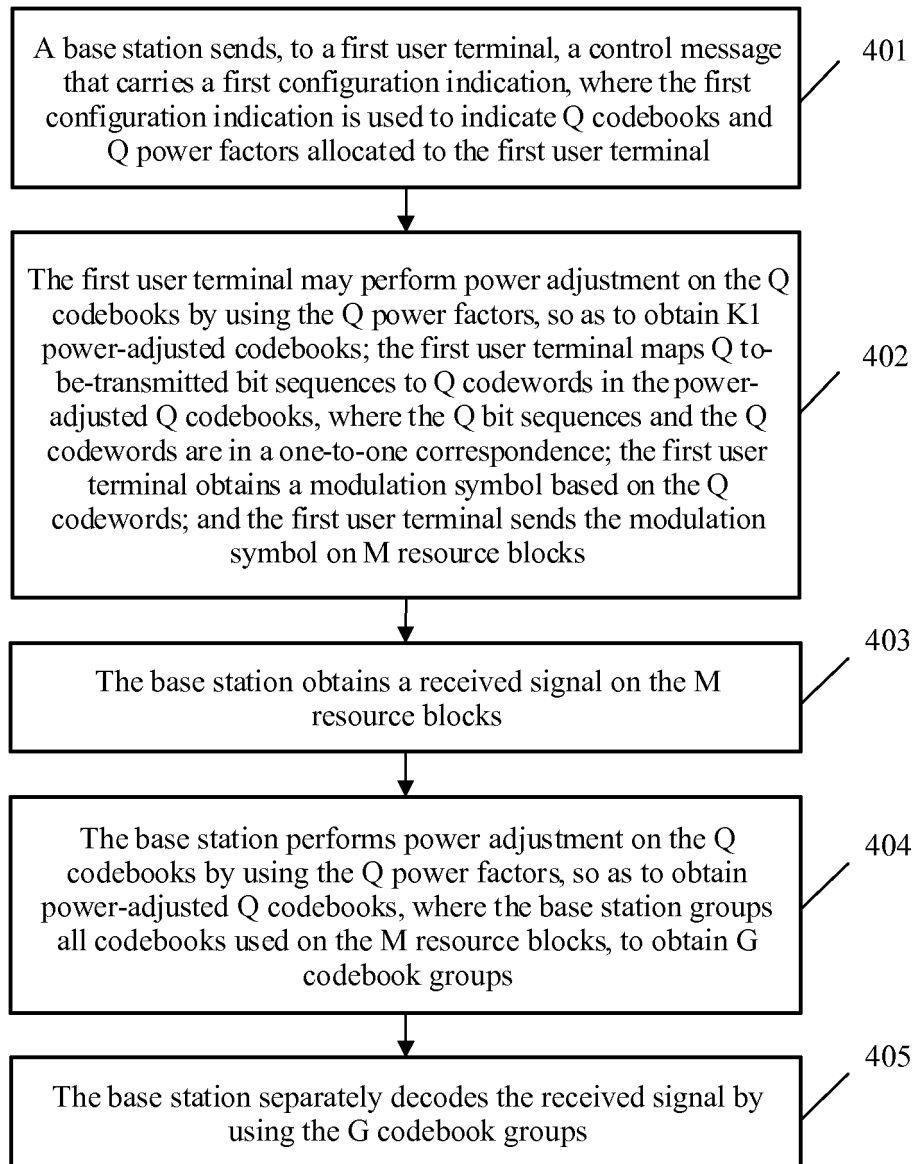 A base station sends, to a first user terminal, a control message
that carries a first configuration indication, where the first
configuration indication is used to indicate Q codebooks and
Q power factors allocated to the first user terminal
401
The first user terminal may perform power adjustment on the Q
codebooks by using the Q power factors, so as to obtain K1
power-adjusted codebooks; the first user terminal maps Q to-
be-transmitted bit sequences to Q codewords in the power-
adjusted Q codebooks, where the Q bit sequences and the Q
codewords are in a one-to-one correspondence; the first user
terminal obtains a modulation symbol based on the Q
codewords; and the first user terminal sends the modulation
symbol on M resource blocks
402
The base station obtains a received signal on the M
resource blocks
403
The base station performs power adjustment on the Q
codebooks by using the Q power factors, so as to obtain
power-adjusted Q codebooks, where the base station groups
all codebooks used on the M resource blocks, to obtain G
codebook groups
404
The base station separately decodes the received signal by
using the G codebook groups
405